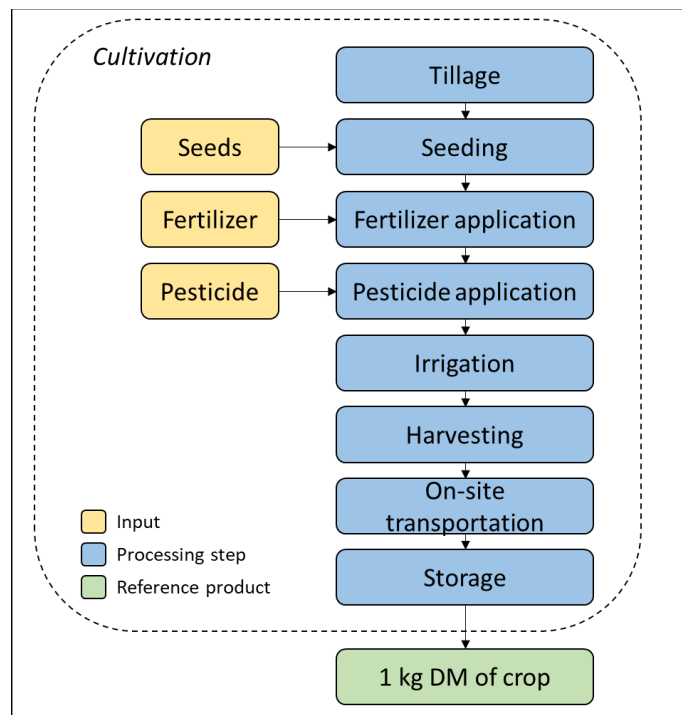 Cultivation
Tillage
Seeds
Seeding
Fertilizer
Fertilizer application
Pesticide
Pesticide application
Irrigation
Harvesting
On-site
transportation
Input
Processing step
Storage
Reference product
1 kg DM of crop